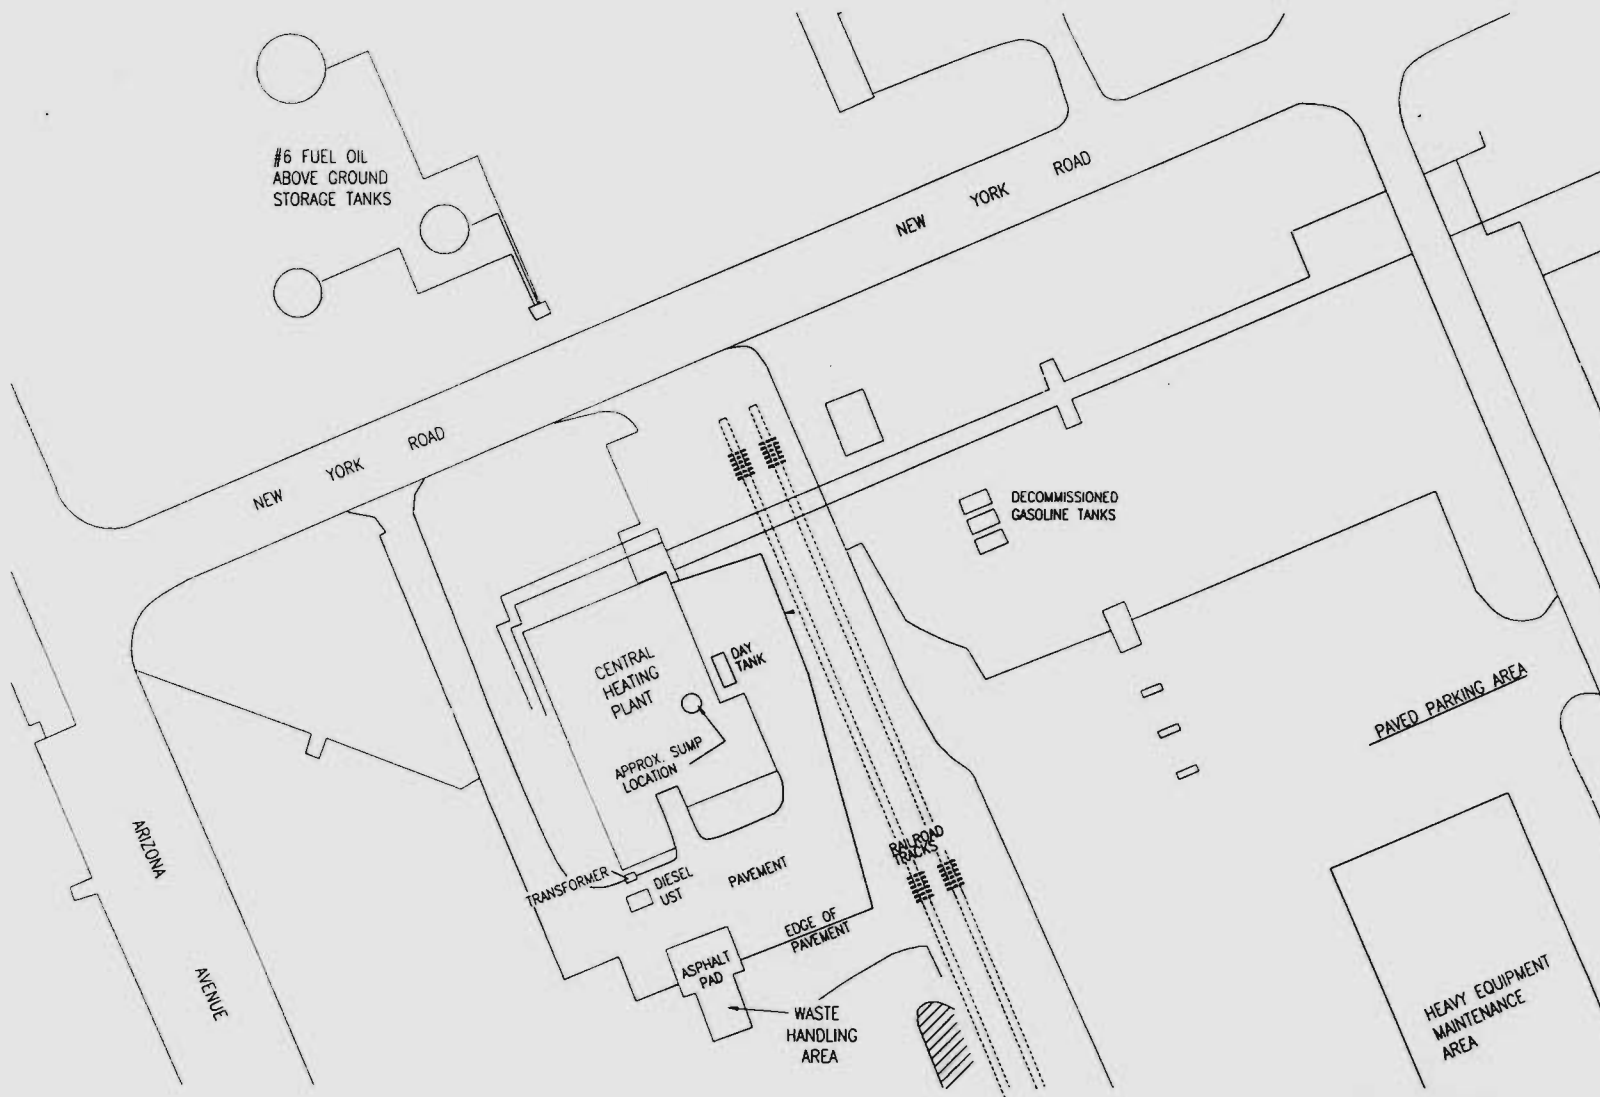 #6 FUEL OIL
ABOVE GROUND
STORAGE TANKS
NEW YORK ROAD
NEW YORK ROAD
DECOMMISSIONED
GASOLINE TANKS
CENTRAL
HEATING
PLANT
DAY
TANK
APPROX. SUMP
LOCATION
PAVED PARKING AREA
ARIZONA
AVENUE
TRANSFORMER
DIESEL
UST
PAVEMENT
RAILROAD
TRACKS
EDGE OF
PAVEMENT
ASPHALT
PAD
WASTE
HANDLING
AREA
HEAVY EQUIPMENT
MAINTENANCE
AREA